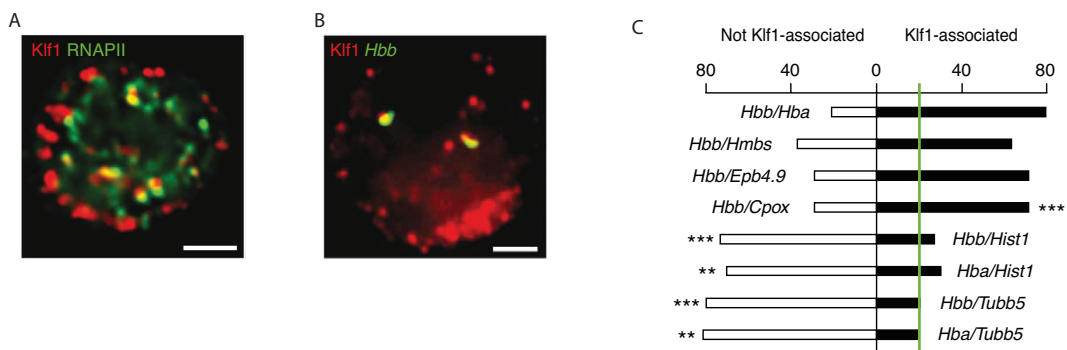 A
Klf1 RNAPII
B
Klf1 Hbb
C
Not Klf1-associated Klf1-associated
80 40 0 40 80
Hbb/Hba
Hbb/Hmbs
Hbb/Epb4.9
Hbb/Cpox ***
*** Hbb/Hist1
** Hba/Hist1
*** Hbb/Tubb5
** Hba/Tubb5